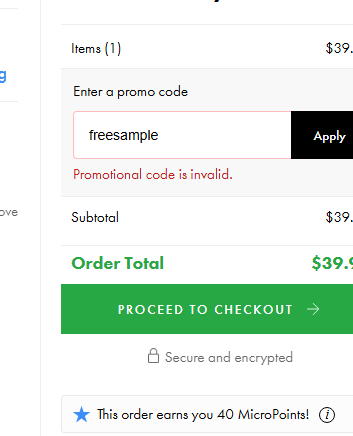 Items (1) $39.
Enter a promo code
freesample Apply
Promotional code is invalid.
Subtotal $39.
Order Total $39.9
PROCEED TO CHECKOUT →
Secure and encrypted
This order earns you 40 MicroPoints! i